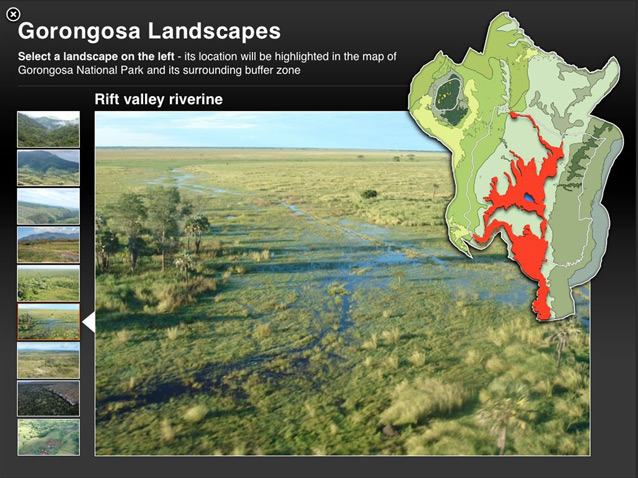 Gorongosa Landscapes
Select a landscape on the left - its location will be highlighted in the map of
Gorongosa National Park and its surrounding buffer zone
Rift valley riverine